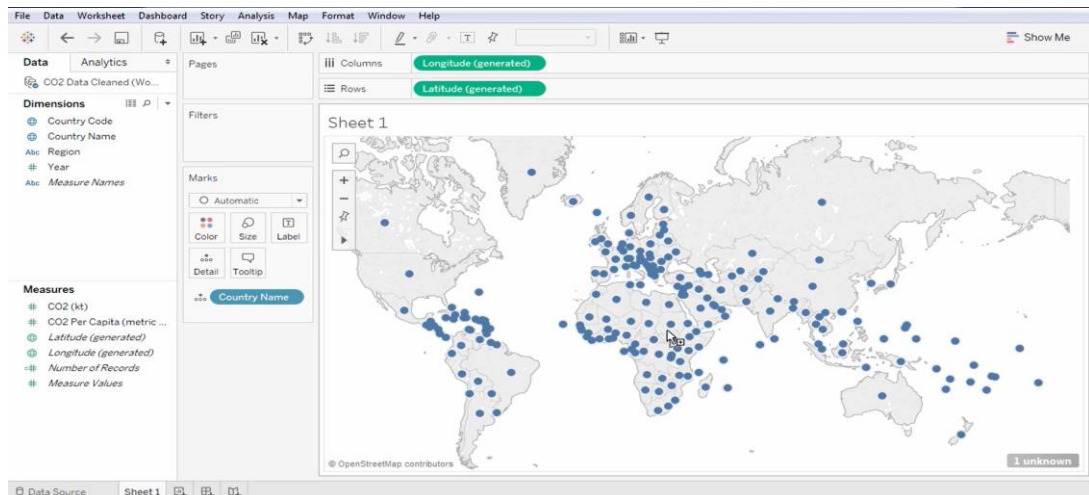 File Data Worksheet Dashboard Story Analysis Map Format Window Help
Show Me
Data Analytics
CO2 Data Cleaned (Wo...
Dimensions
Country Code
Country Name
Abc Region
# Year
Abc Measure Names
Measures
# CO2 (kt)
# CO2 Per Capita (metric ...
Latitude (generated)
Longitude (generated)
=# Number of Records
# Measure Values
Pages
Filters
Marks
Automatic
Color Size Label
Detail Tooltip
Country Name
iii Columns Longitude (generated)
Rows Latitude (generated)
Sheet 1
© OpenStreetMap contributors
1 unknown
Data Source Sheet 1